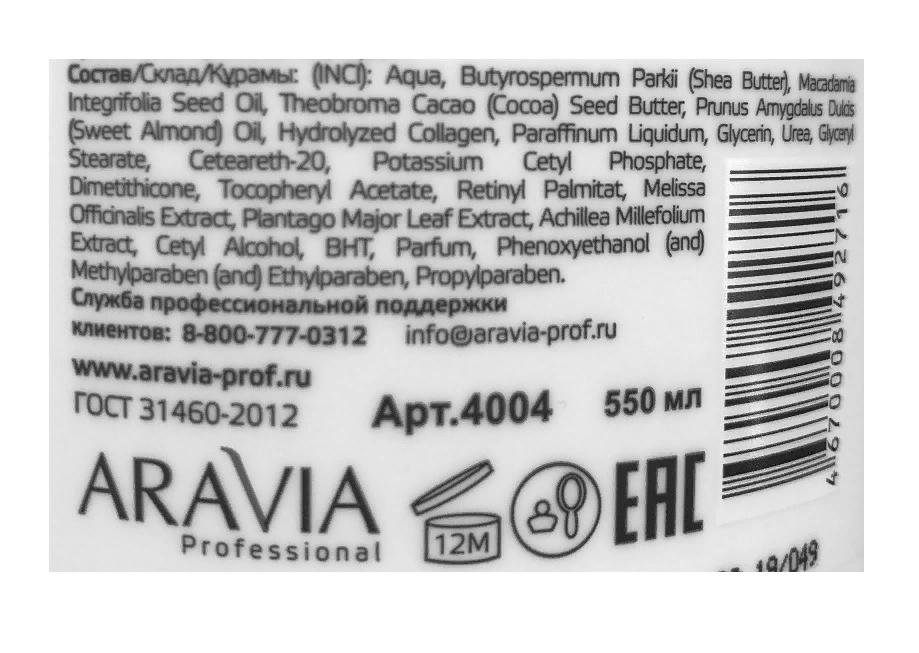 Состав/Склад/Құрамы: (INCI): Aqua, Butyrospermum Parkii (Shea Butter), Macadamia
Integrifolia Seed Oil, Theobroma Cacao (Cocoa) Seed Butter, Prunus Amygdalus Dulcis
(Sweet Almond) Oil, Hydrolyzed Collagen, Paraffinum Liquidum, Glycerin, Urea, Glyceryl
Stearate, Ceteareth-20, Potassium Cetyl Phosphate,
Dimetithicone, Tocopheryl Acetate, Retinyl Palmitat, Melissa
Officinalis Extract, Plantago Major Leaf Extract, Achillea Millefolium
Extract, Cetyl Alcohol, BHT, Parfum, Phenoxyethanol (and)
Methylparaben (and) Ethylparaben, Propylparaben.
Служба профессиональной поддержки
клиентов: 8-800-777-0312 info@aravia-prof.ru
www.aravia-prof.ru
ГОСТ 31460-2012 Арт.4004 550 мл
ARAVIA
Professional
12M
EAC
4670008492716
19/049